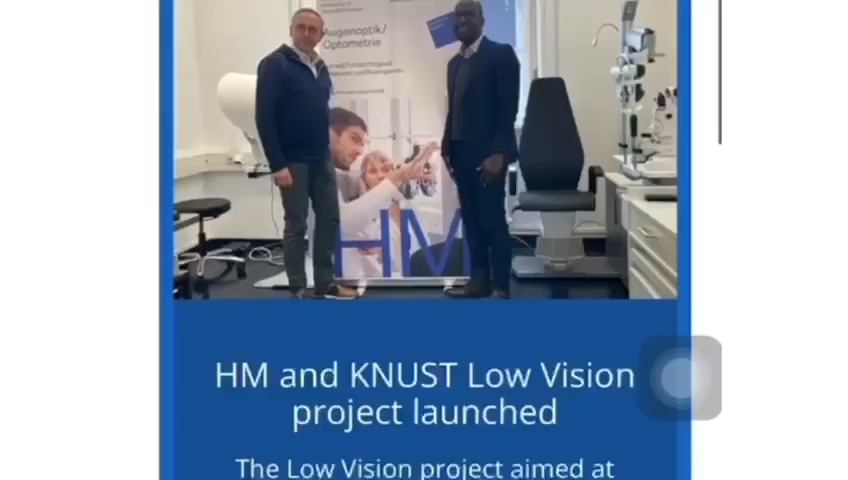 Augenoptik/
Optometrie
HM
HM and KNUST Low Vision
project launched
The Low Vision project aimed at